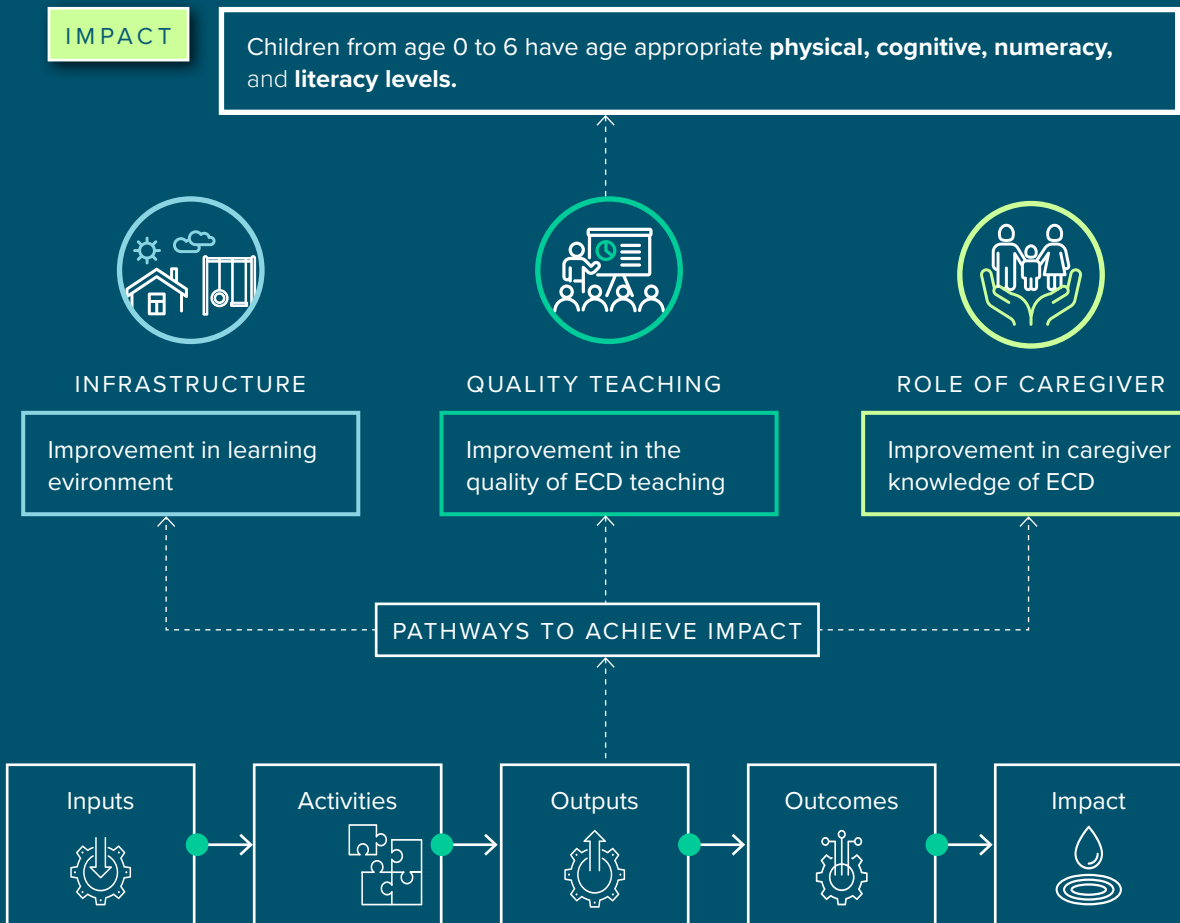 IMPACT
Children from age 0 to 6 have age appropriate physical, cognitive, numeracy,
and literacy levels.
INFRASTRUCTURE
Improvement in learning
evironment
QUALITY TEACHING
Improvement in the
quality of ECD teaching
ROLE OF CAREGIVER
Improvement in caregiver
knowledge of ECD
PATHWAYS TO ACHIEVE IMPACT
Inputs
Activities
Outputs
Outcomes
Impact